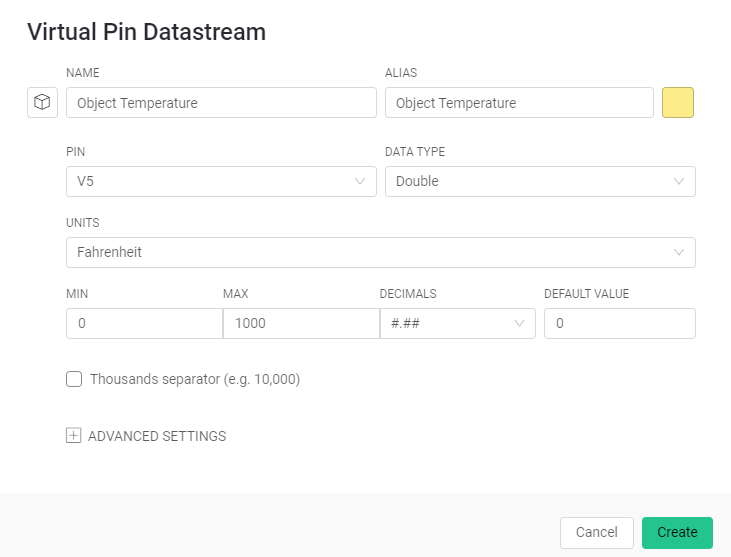 Virtual Pin Datastream
NAME
ALIAS
Object Temperature
Object Temperature
PIN
DATA TYPE
V5
Double
UNITS
Fahrenheit
MIN
MAX
DECIMALS
DEFAULT VALUE
0
1000
#.##
0
Thousands separator (e.g. 10,000)
ADVANCED SETTINGS
Cancel
Create